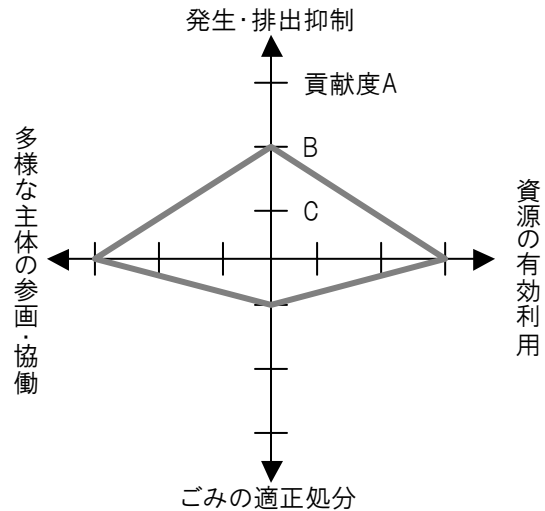 発生・排出抑制
貢献度A
B
C
多様な主体の参画・協働
資源の有効利用
ごみの適正処分